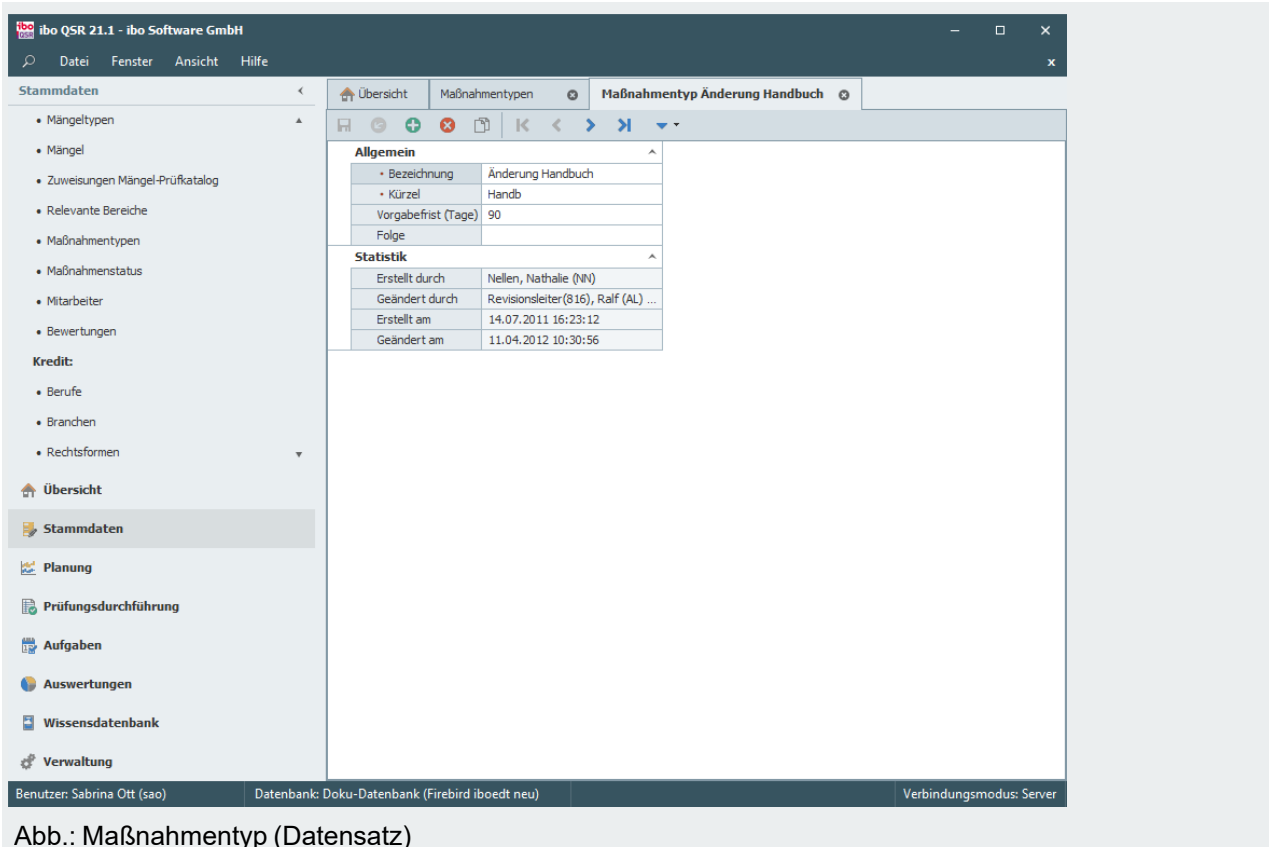 ibo QSR 21.1 - ibo Software GmbH
Datei Fenster Ansicht Hilfe
Stammdaten
• Mängeltypen
• Mängel
• Zuweisungen Mängel-Prüfkatalog
• Relevante Bereiche
• Maßnahmentypen
• Maßnahmenstatus
• Mitarbeiter
• Bewertungen
Kredit:
• Berufe
• Branchen
• Rechtsformen
Übersicht
Stammdaten
Planung
Prüfungsdurchführung
Aufgaben
Auswertungen
Wissensdatenbank
Verwaltung
Übersicht Maßnahmentypen Maßnahmentyp Änderung Handbuch
Allgemein
• Bezeichnung Änderung Handbuch
• Kürzel Handb
Vorgabefrist (Tage) 90
Folge
Statistik
Erstellt durch Nellen, Nathalie (NN)
Geändert durch Revisionsleiter(816), Ralf (AL) ...
Erstellt am 14.07.2011 16:23:12
Geändert am 11.04.2012 10:30:56
Benutzer: Sabrina Ott (sao) Datenbank: Doku-Datenbank (Firebird iboedt neu) Verbindungsmodus: Server
Abb.: Maßnahmentyp (Datensatz)